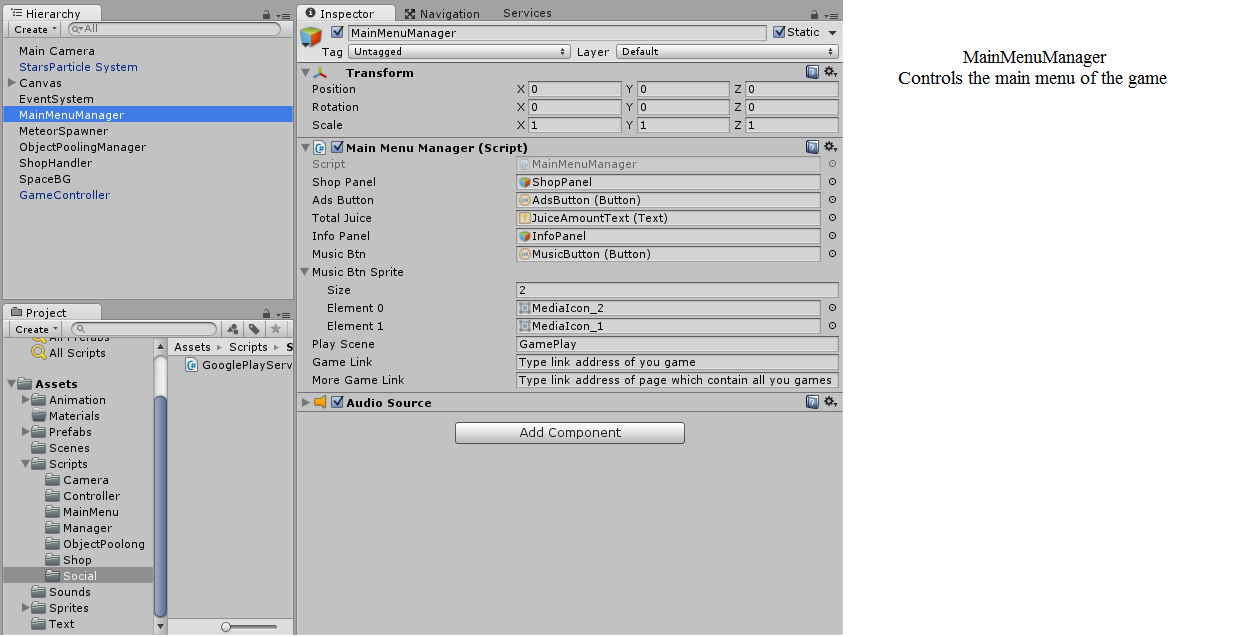 Hierarchy
Create
All
Main Camera
StarsParticle System
Canvas
EventSystem
MainMenuManager
MeteorSpawner
ObjectPoolingManager
ShopHandler
SpaceBG
GameController
Project
Create
All Prefabs
All Scripts
Assets
Animation
Materials
Prefabs
Scenes
Scripts
Camera
Controller
MainMenu
Manager
ObjectPoolong
Shop
Social
Sounds
Sprites
Text
Assets Scripts S
GooglePlayServ
Inspector Navigation Services
MainMenuManager Static
Tag Untagged Layer Default
Transform
Position X 0 Y 0 Z 0
Rotation X 0 Y 0 Z 0
Scale X 1 Y 1 Z 1
Main Menu Manager (Script)
Script MainMenuManager
Shop Panel ShopPanel
Ads Button AdsButton (Button)
Total Juice JuiceAmountText (Text)
Info Panel InfoPanel
Music Btn MusicButton (Button)
Music Btn Sprite
Size 2
Element 0 MediaIcon_2
Element 1 MediaIcon_1
Play Scene GamePlay
Game Link Type link address of you game
More Game Link Type link address of page which contain all you games
Audio Source
Add Component
MainMenuManager
Controls the main menu of the game